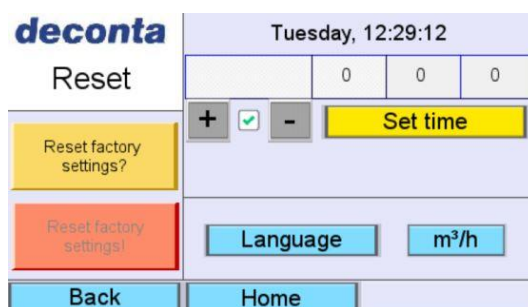 deconta
Tuesday, 12:29:12
Reset
0 0 0
+ -
Set time
Reset factory
settings?
Reset factory
settings!
Language
m³/h
Back
Home